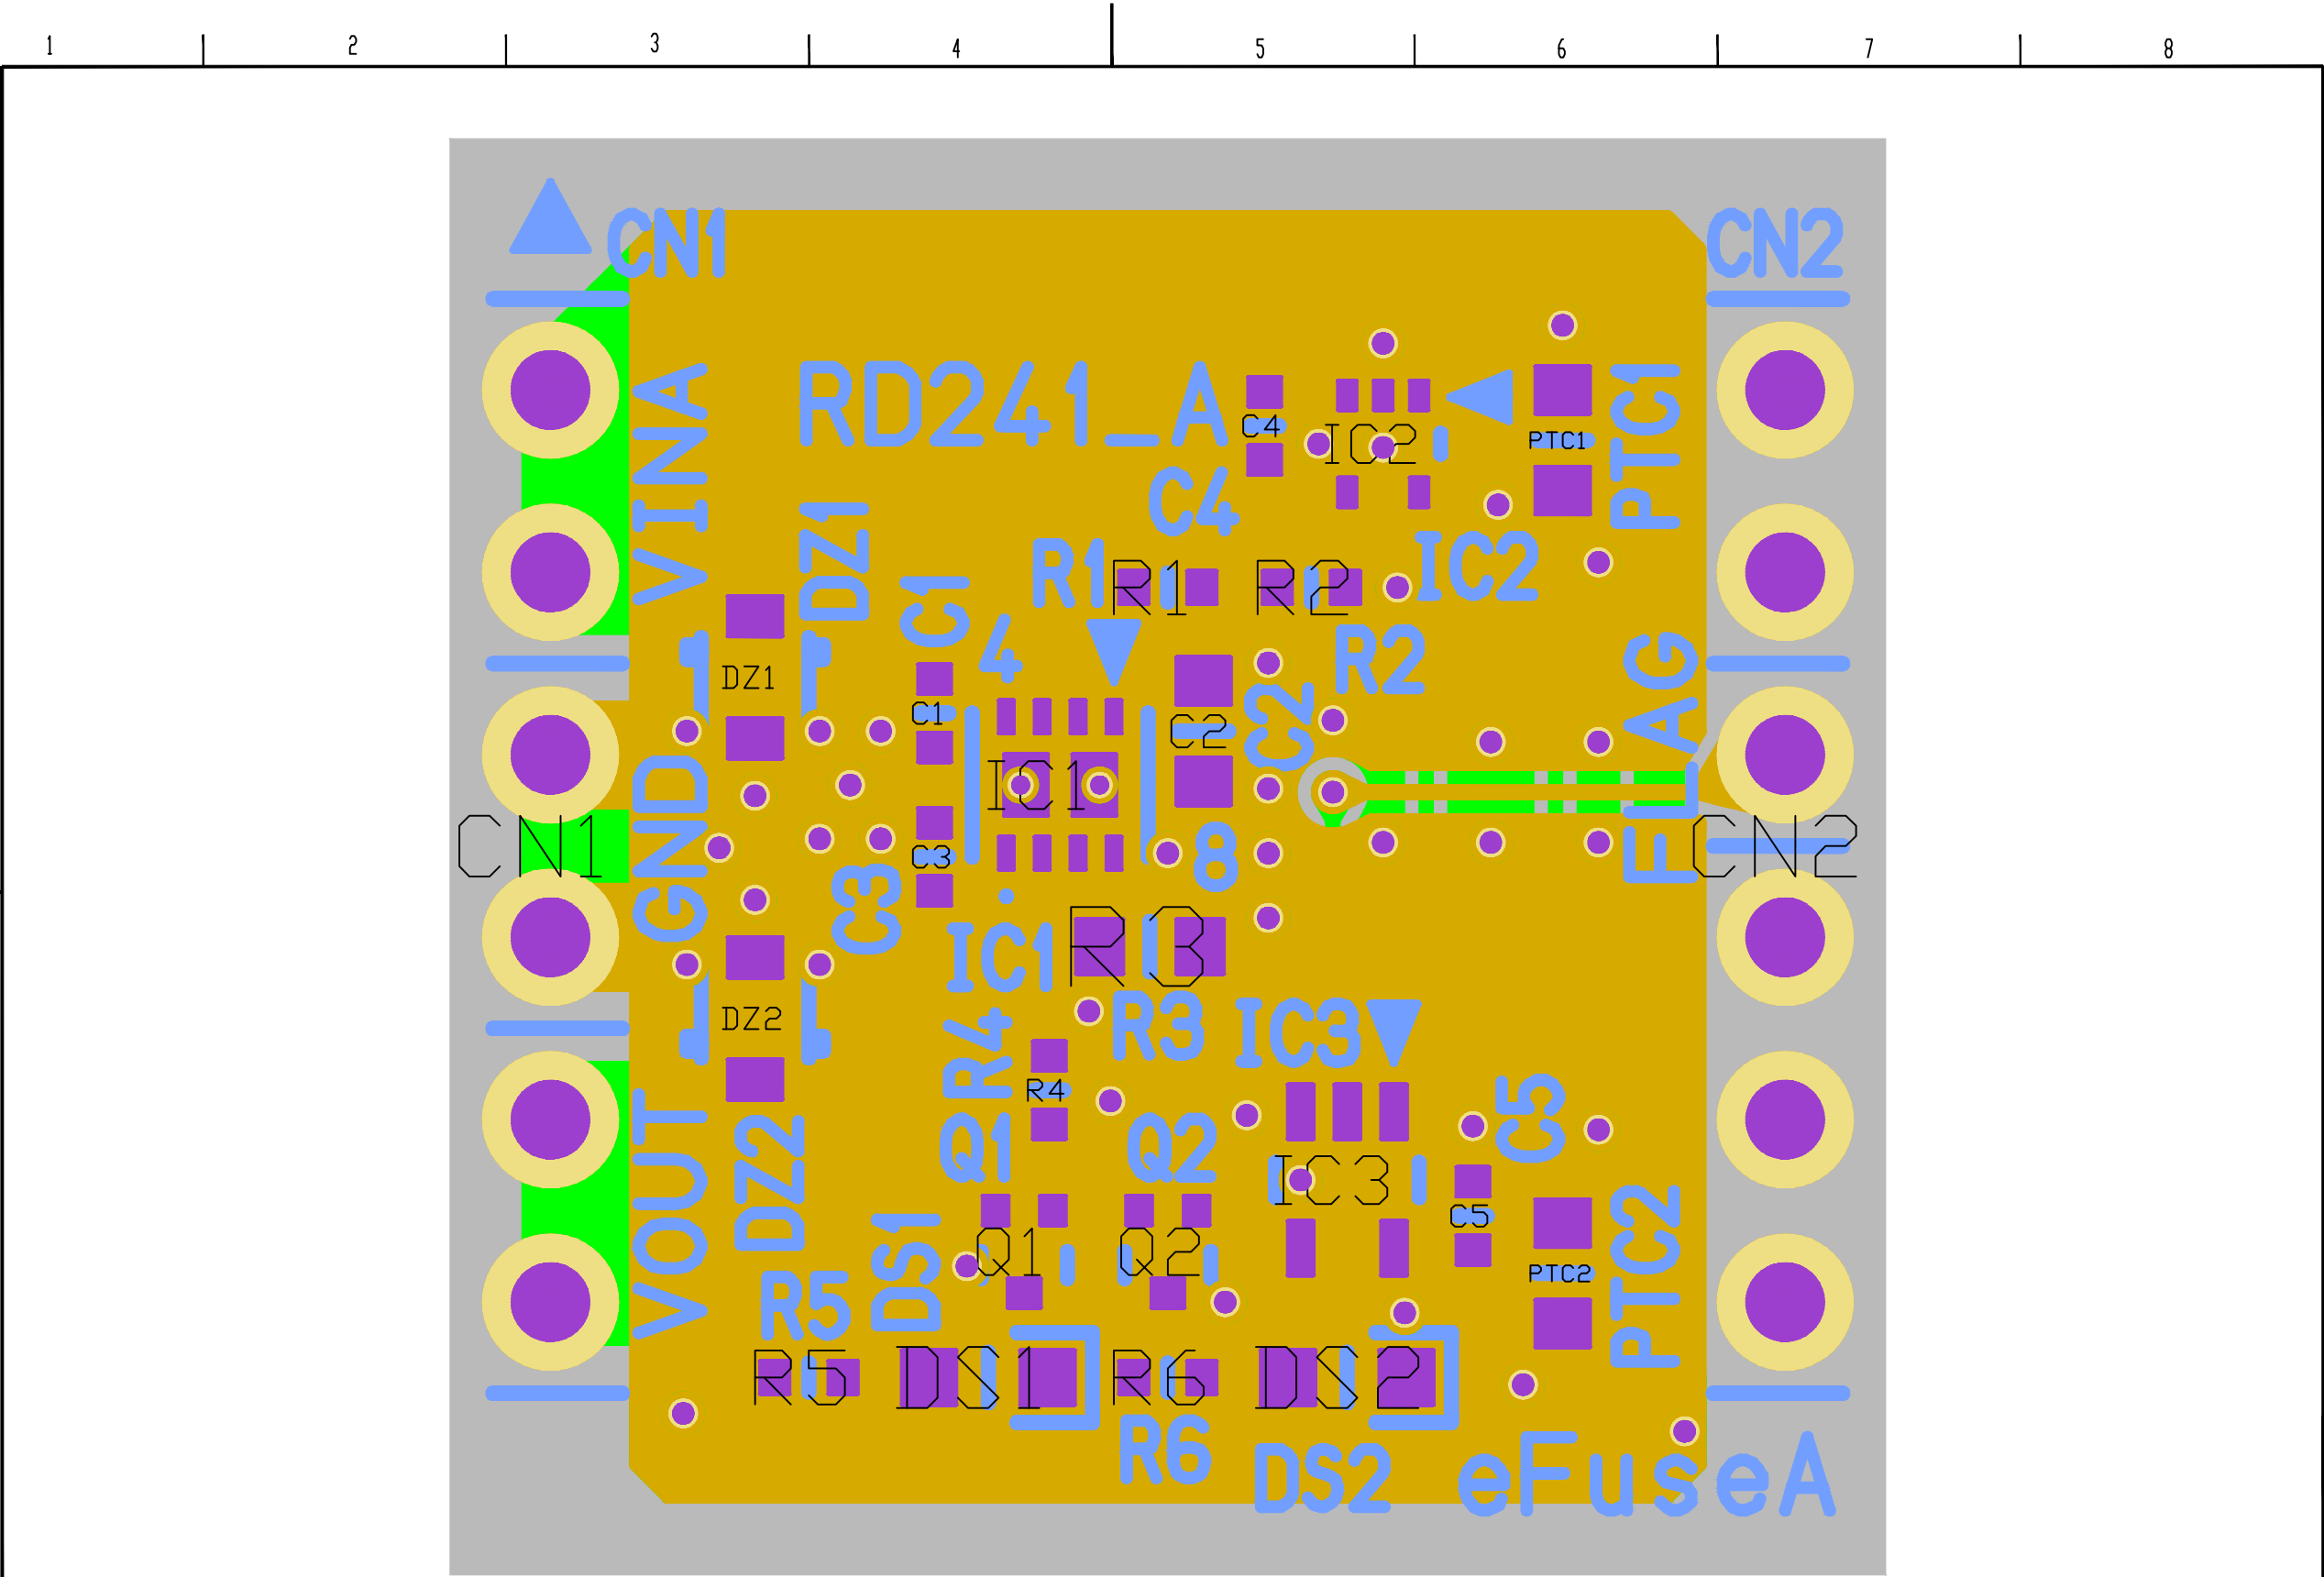 1 2 3 4 5 6 7 8
CN1
CN2
VINA
RD241_A
C4
IC2
PTC1
PTC1
C4
DZ1
IC2
R1
R1
R2
C1
4
R2
DZ1
C1
C2
C2
FLAG
GND
IC1
CN1
CN2
C3
8
C3
R3
IC1
DZ2
R4
R3
IC3
R4
VOUT
DZ2
Q1
Q2
C5
IC3
C5
PTC2
PTC2
DS1
Q1
Q2
R5
R5
DS1
R6
DS2
R6
DS2
eFuseA